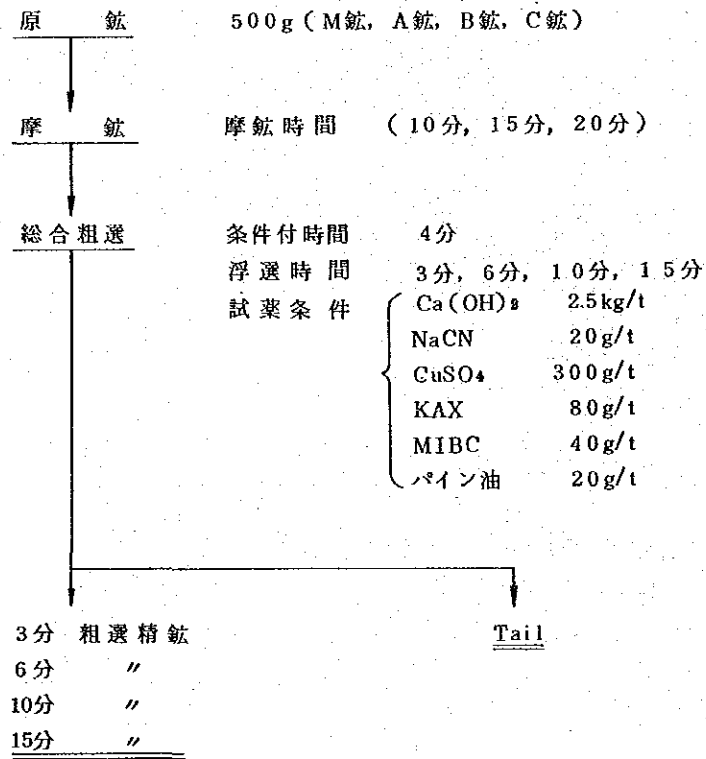 原 鉱 500g(M鉱, A鉱, B鉱, C鉱)
摩 鉱 摩鉱時間 (10分, 15分, 20分)
総合粗選 条件付時間 4分
浮選時間 3分, 6分, 10分, 15分
試薬条件 Ca(OH)2 2.5kg/t
NaCN 20g/t
CuSO4 300g/t
KAX 80g/t
MIBC 40g/t
パイン油 20g/t
3分 粗選精鉱 Tail
6分 〃
10分 〃
15分 〃